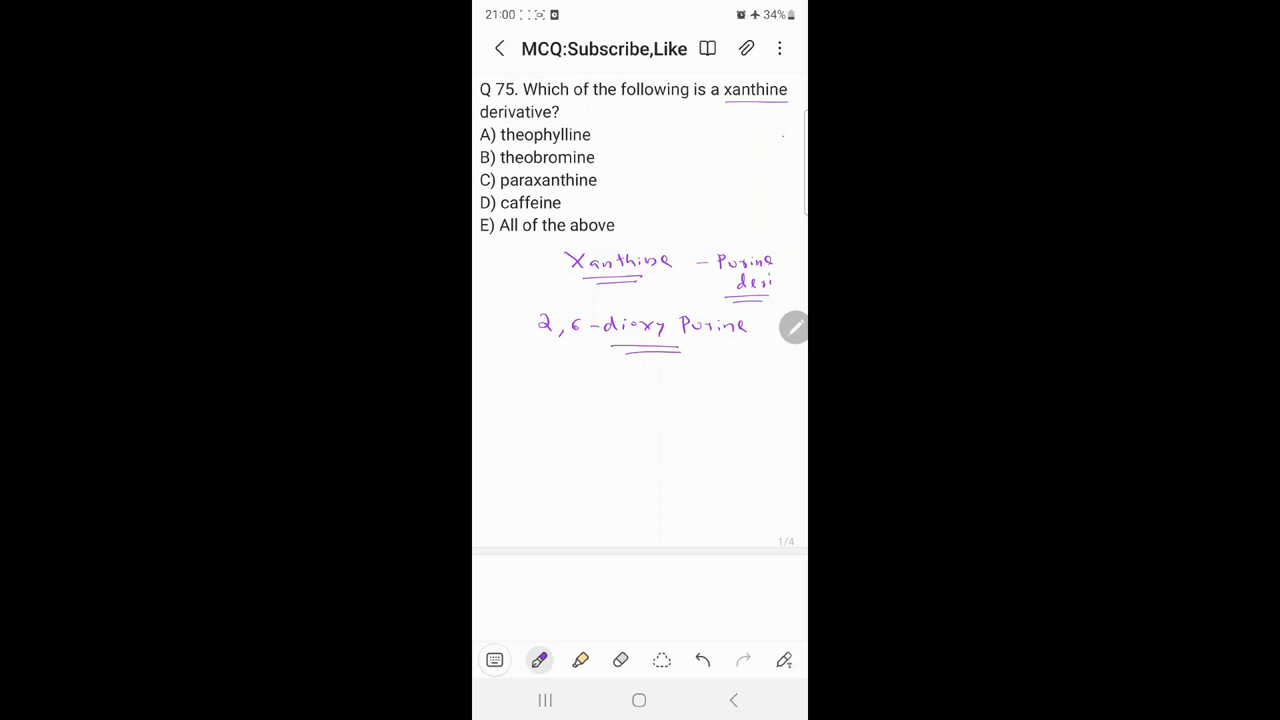 21:00 34%
MCQ:Subscribe,Like
Q 75. Which of the following is a xanthine
derivative?
A) theophylline
B) theobromine
C) paraxanthine
D) caffeine
E) All of the above
Xanthine - Purine
deri
2,6-dioxy Purine
1/4